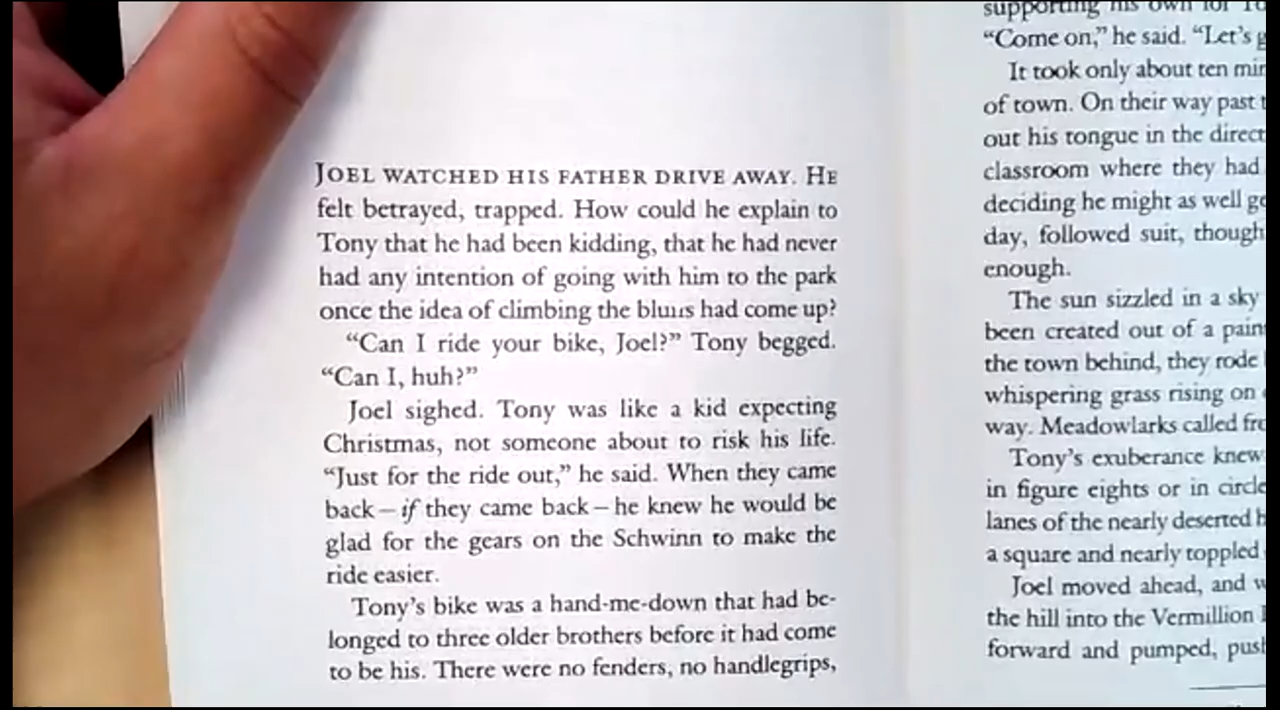 JOEL WATCHED HIS FATHER DRIVE AWAY. HE
felt betrayed, trapped. How could he explain to
Tony that he had been kidding, that he had never
had any intention of going with him to the park
once the idea of climbing the bluffs had come up?
“Can I ride your bike, Joel?” Tony begged.
“Can I, huh?”
Joel sighed. Tony was like a kid expecting
Christmas, not someone about to risk his life.
“Just for the ride out,” he said. When they came
back – if they came back – he knew he would be
glad for the gears on the Schwinn to make the
ride easier.
Tony’s bike was a hand-me-down that had be-
longed to three older brothers before it had come
to be his. There were no fenders, no handlegrips,
supporting his own for
“Come on,” he said. “Let’s
It took only about ten
of town. On their way past
out his tongue in the
classroom where they had
deciding he might as well
day, followed suit, though
enough.
The sun sizzled in a sky
been created out of a
the town behind, they rode
whispering grass rising on
way. Meadowlarks called
Tony’s exuberance knew
in figure eights or in
lanes of the nearly deserted
a square and nearly toppled
Joel moved ahead, and
the hill into the Vermillion
forward and pumped,